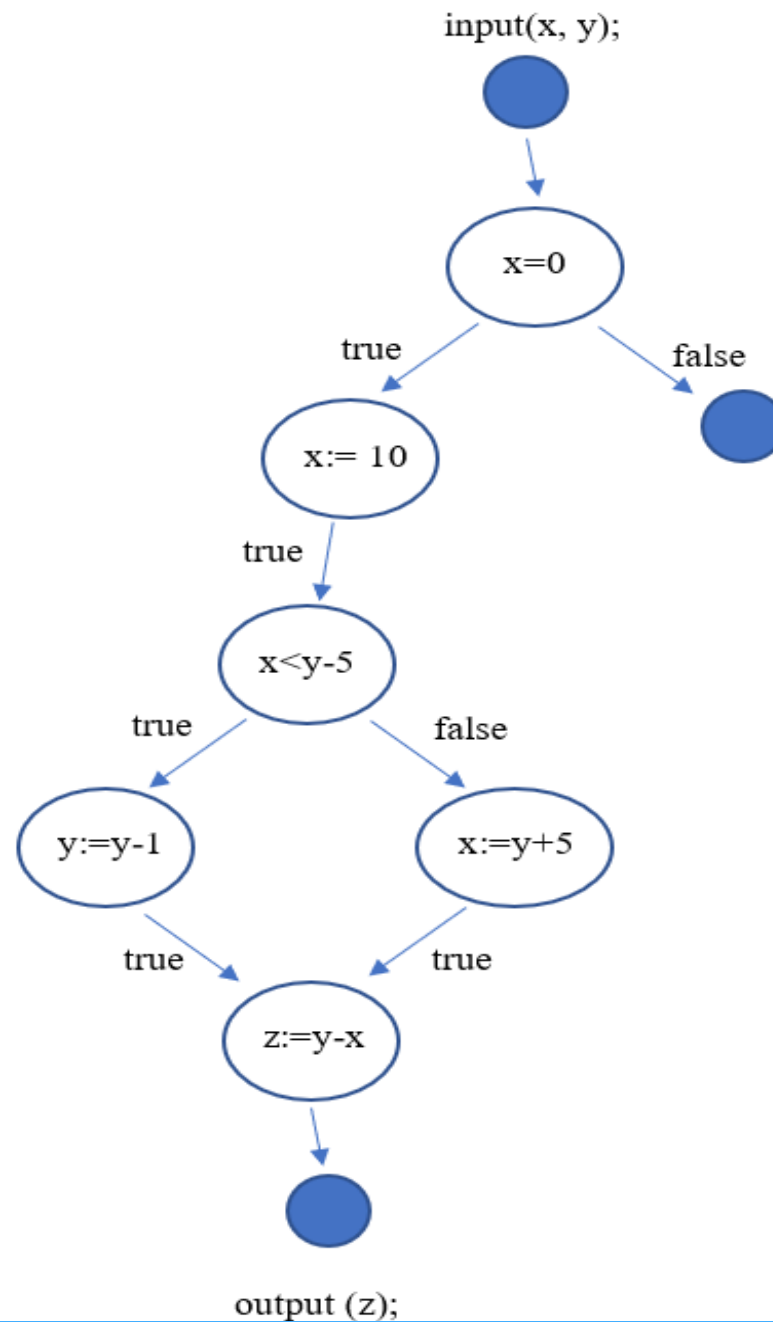 input(x, y);
x=0
true
false
x:= 10
true
x<y-5
true
false
y:=y-1
x:=y+5
true
true
z:=y-x
output (z);